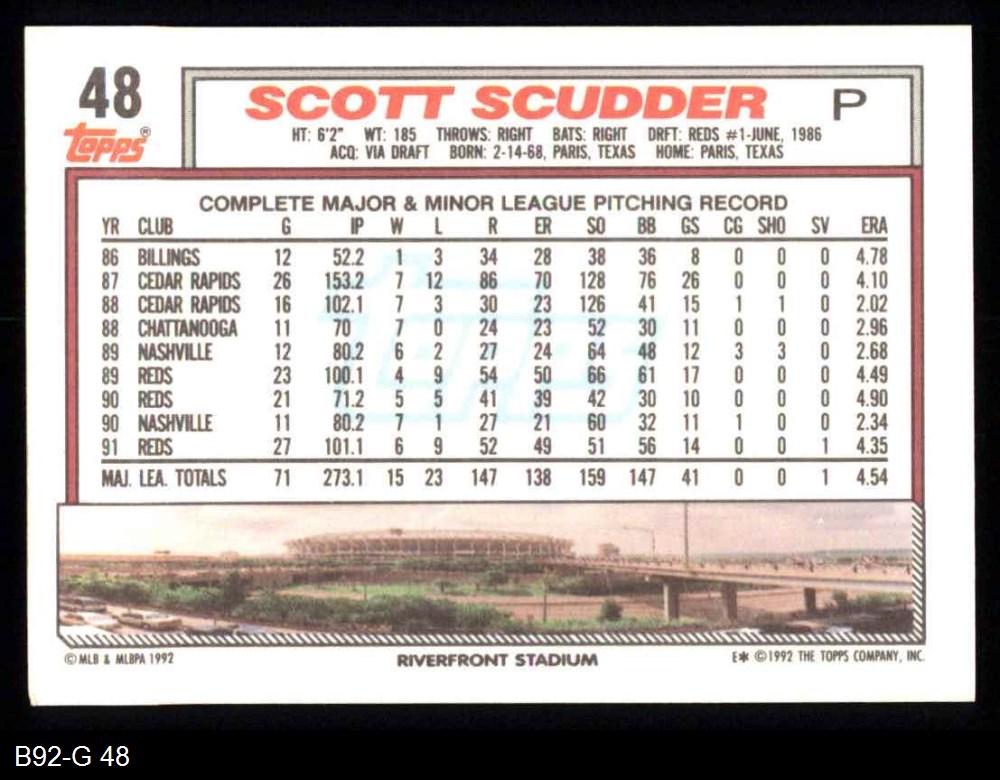 48
Topps®
SCOTT SCUDDER P
HT: 6'2" WT: 185 THROWS: RIGHT BATS: RIGHT DRFT: REDS #1-JUNE, 1986
ACQ: VIA DRAFT BORN: 2-14-68, PARIS, TEXAS HOME: PARIS, TEXAS
COMPLETE MAJOR & MINOR LEAGUE PITCHING RECORD
YR CLUB G IP W L R ER SO BB GS CG SHO SV ERA
86 BILLINGS 12 52.2 1 3 34 28 38 36 8 0 0 0 4.78
87 CEDAR RAPIDS 26 153.2 7 12 86 70 128 76 26 0 0 0 4.10
88 CEDAR RAPIDS 16 102.1 7 3 30 23 126 41 15 1 1 0 2.02
88 CHATTANOOGA 11 70 7 0 24 23 52 30 11 0 0 0 2.96
89 NASHVILLE 12 80.2 6 2 27 24 64 48 12 3 3 0 2.68
89 REDS 23 100.1 4 9 54 50 66 61 17 0 0 0 4.49
90 REDS 21 71.2 5 5 41 39 42 30 10 0 0 0 4.90
90 NASHVILLE 11 80.2 7 1 27 21 60 32 11 1 0 0 2.34
91 REDS 27 101.1 6 9 52 49 51 56 14 0 0 1 4.35
MAJ. LEA. TOTALS 71 273.1 15 23 147 138 159 147 41 0 0 1 4.54
Topps
© MLB & MLBPA 1992 RIVERFRONT STADIUM E✱ ©1992 THE TOPPS COMPANY, INC.
B92-G 48